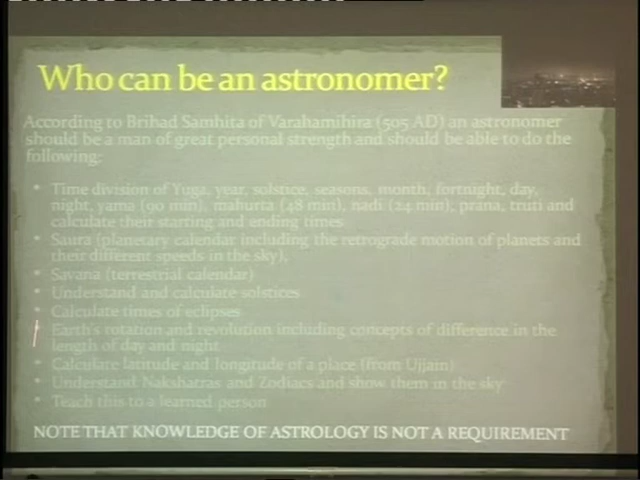 Who can be an astronomer?
According to Brihad Samhita of Varahamihira (505 AD) an astronomer
should be a man of great personal strength and should be able to do the
following:
• Time division of Yuga, year, solstice, seasons, month, fortnight, day,
night, yama (90 min), mahurta (48 min), nadi (24 min), prana, truti and
calculate their starting and ending times
• Saura (planetary calendar including the retrograde motion of planets and
their different speeds in the sky),
• Savana (terrestrial calendar)
• Understand and calculate solstices
• Calculate times of eclipses
• Earth's rotation and revolution including concepts of difference in the
length of day and night
• Calculate latitude and longitude of a place (from Ujjain)
• Understand Nakshatras and Zodiacs and show them in the sky
• Teach this to a learned person
NOTE THAT KNOWLEDGE OF ASTROLOGY IS NOT A REQUIREMENT